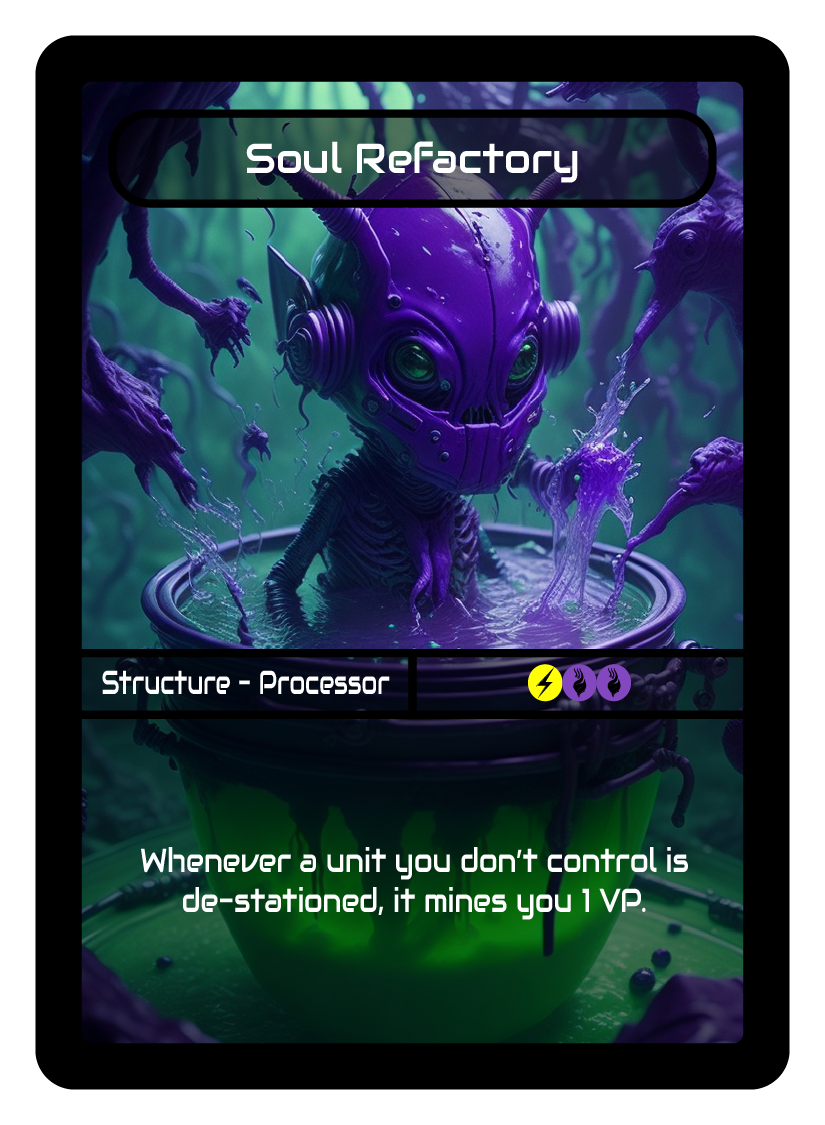 Soul Refactory
Structure - Processor
Whenever a unit you don't control is
de-stationed, it mines you 1 VP.